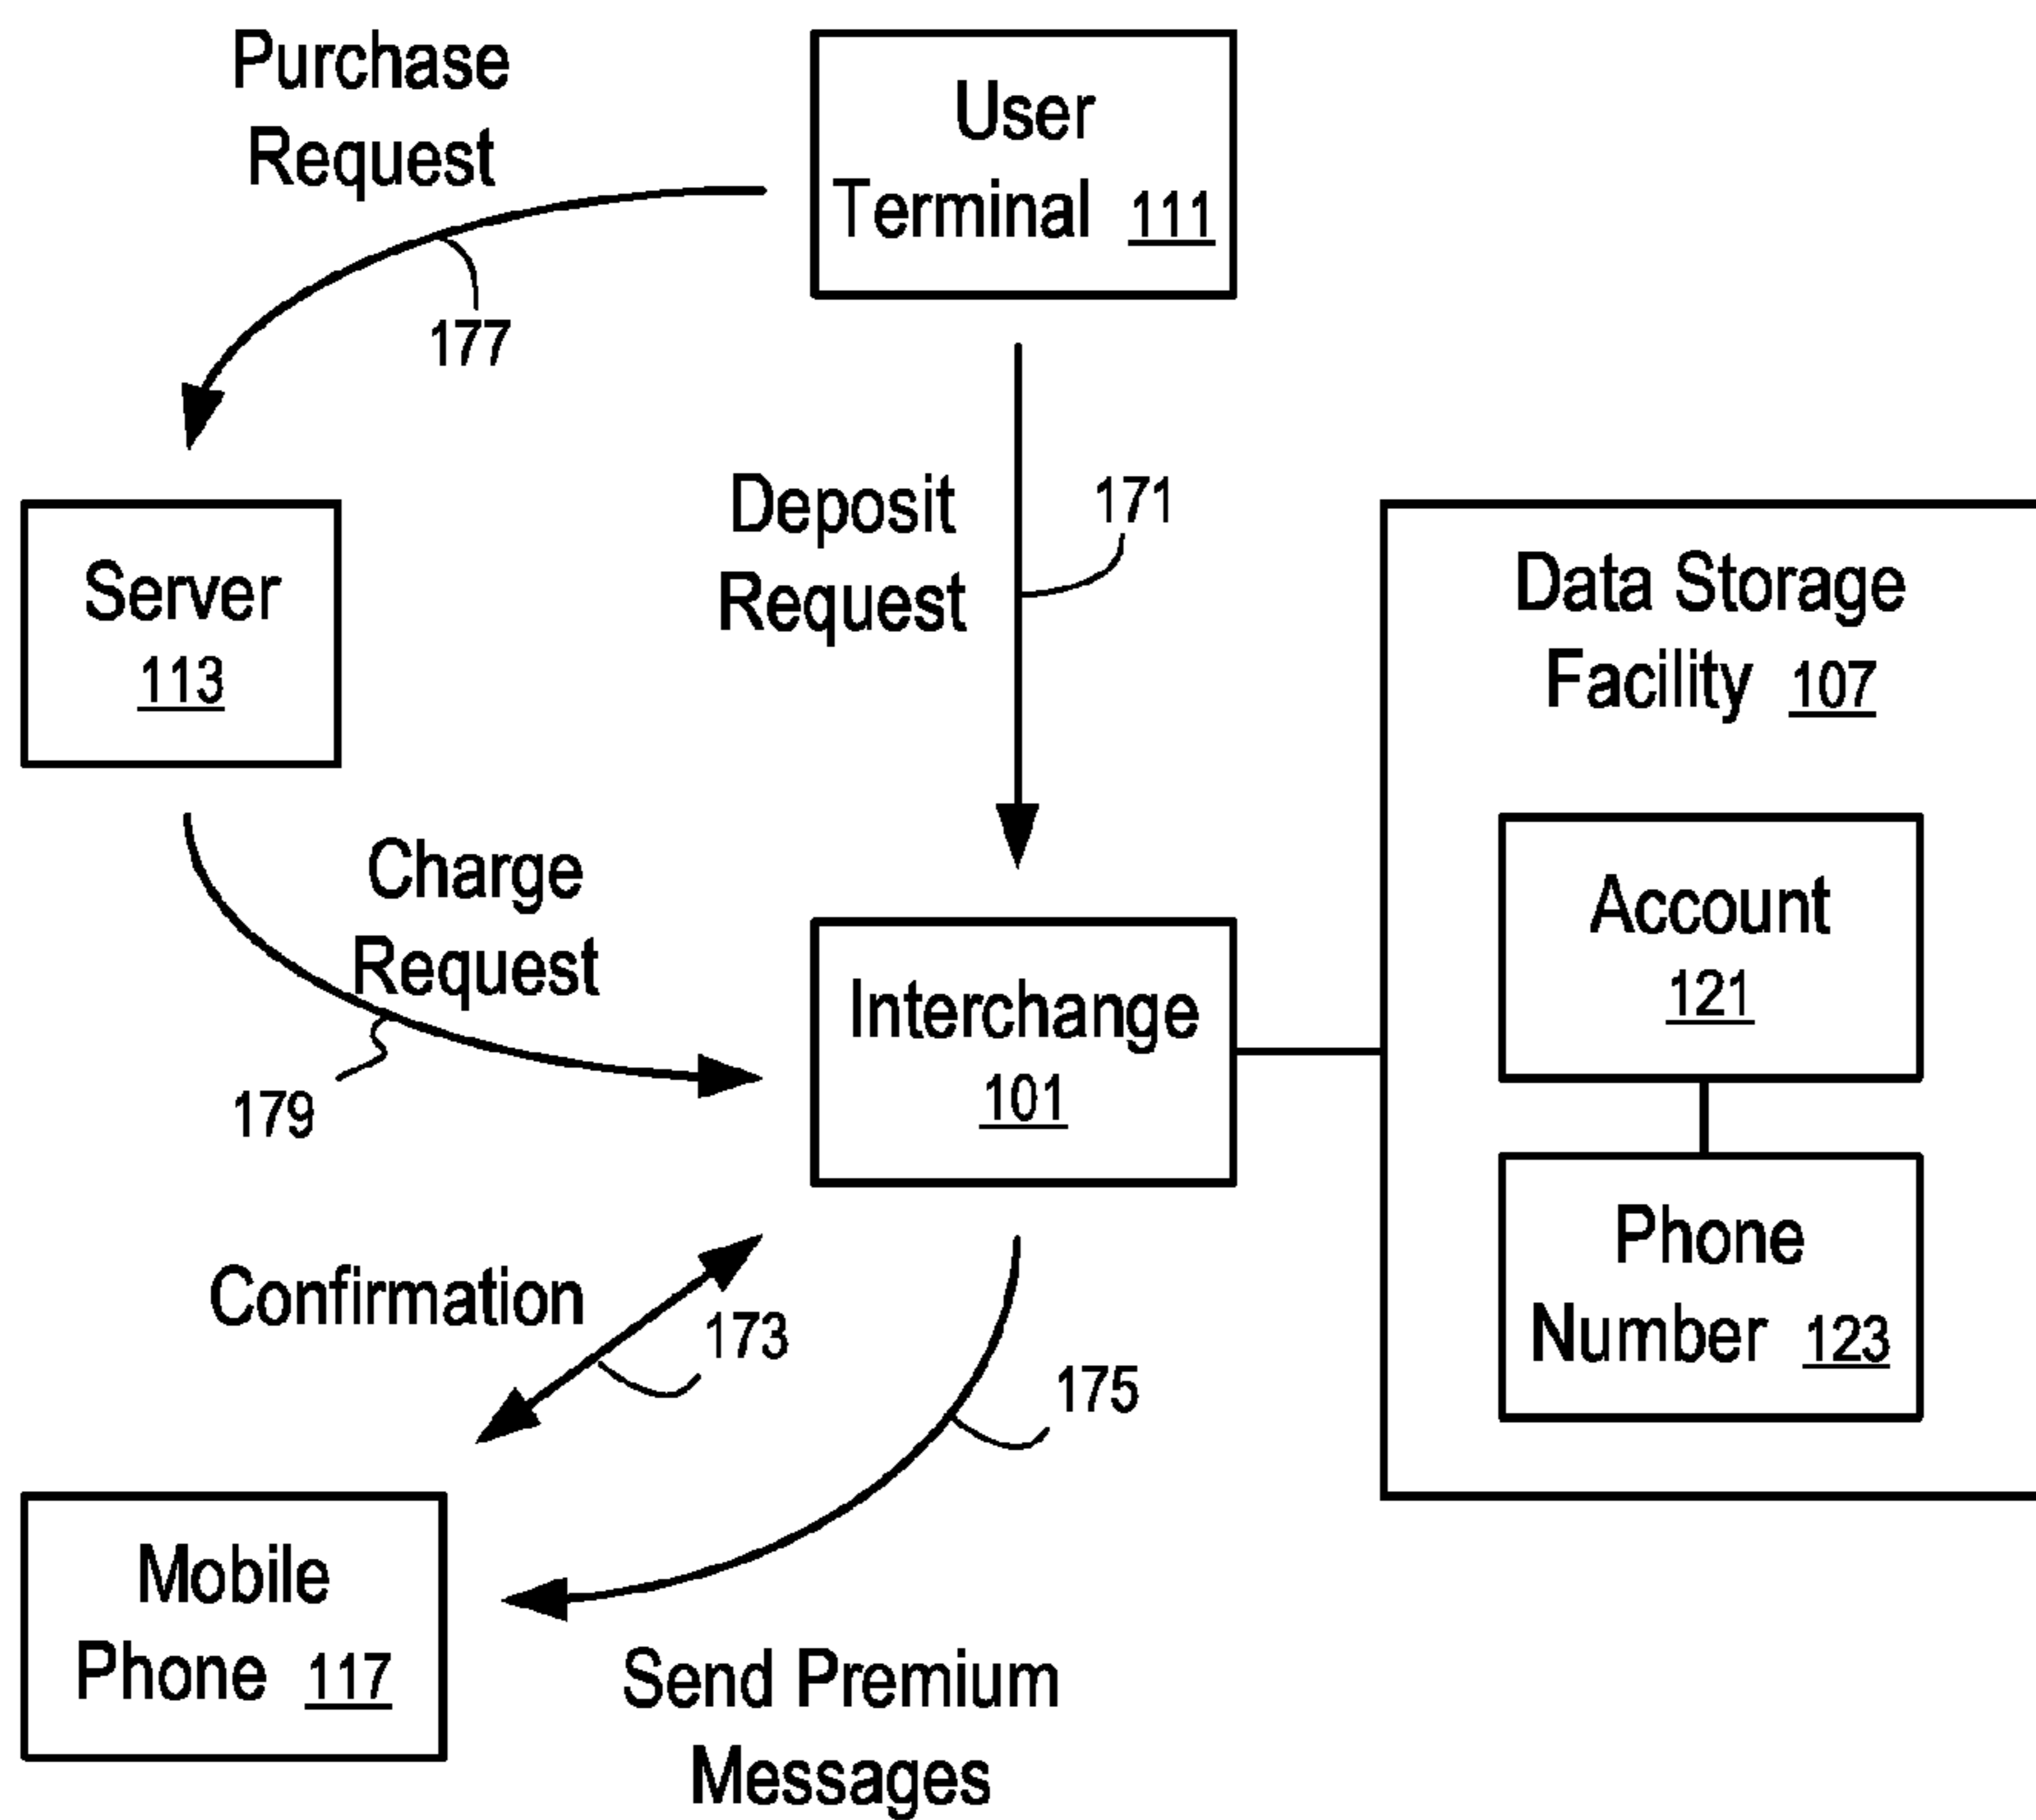 Purchase
Request
177
User
Terminal 111
Deposit
Request
171
Server
113
Data Storage
Facility 107
Charge
Request
179
Interchange
101
Account
121
Phone
Number 123
Confirmation
173
175
Mobile
Phone 117
Send Premium
Messages